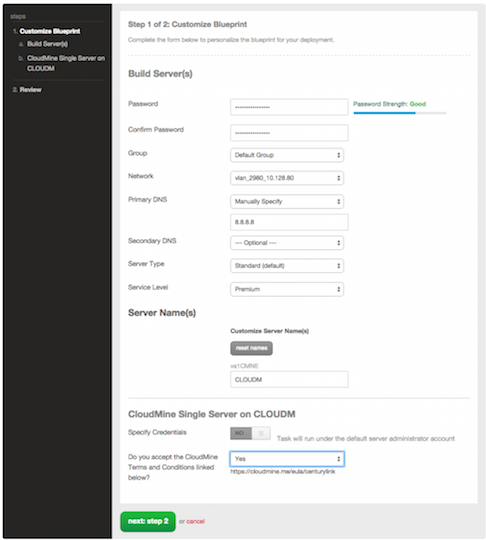 steps
1. Customize Blueprint
a. Build Server(s)
b. CloudMine Single Server on
CLOUDM
2. Review
Step 1 of 2: Customize Blueprint
Complete the form below to personalize the blueprint for your deployment.
Build Server(s)
Password
Password Strength: Good
Confirm Password
Group
Default Group
Network
vlan_2980_10.128.80
Primary DNS
Manually Specify
8.8.8.8
Secondary DNS
--- Optional ---
Server Type
Standard (default)
Service Level
Premium
Server Name(s)
Customize Server Name(s)
reset names
va1CMNE
CLOUDM
CloudMine Single Server on CLOUDM
Specify Credentials
NO
Task will run under the default server administrator account
Do you accept the CloudMine
Terms and Conditions linked
below?
Yes
https://cloudmine.me/eula/centurylink
next: step 2
or cancel